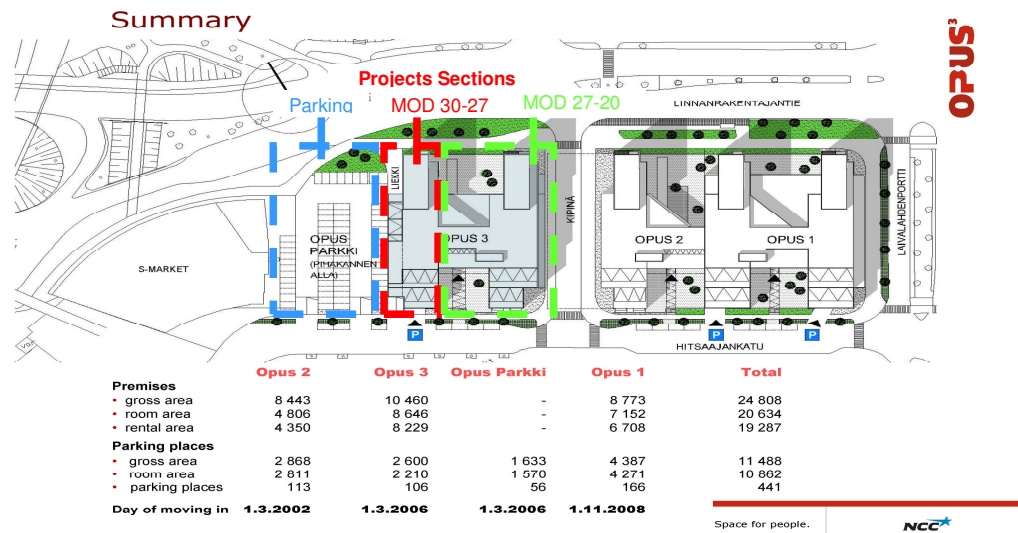 Summary
OPUS³
Projects Sections
Parking
MOD 30-27
MOD 27-20
LINNANRAKENTAJANTIE
LIEKKI
KIPINÄ
LAIVALAHDENPORTTI
OPUS
PARKKI
(PIHAKANNEN
ALLA)
OPUS 3
OPUS 2
OPUS 1
S-MARKET
P
P
P
HITSAAJANKATU
Opus 2 Opus 3 Opus Parkki Opus 1 Total
Premises
• gross area 8 443 10 460 - 8 773 24 808
• room area 4 806 8 646 - 7 152 20 634
• rental area 4 350 8 229 - 6 708 19 287
Parking places
• gross area 2 868 2 600 1 633 4 387 11 488
• room area 2 811 2 210 1 570 4 271 10 862
• parking places 113 106 56 166 441
Day of moving in 1.3.2002 1.3.2006 1.3.2006 1.11.2008
Space for people.
NCC